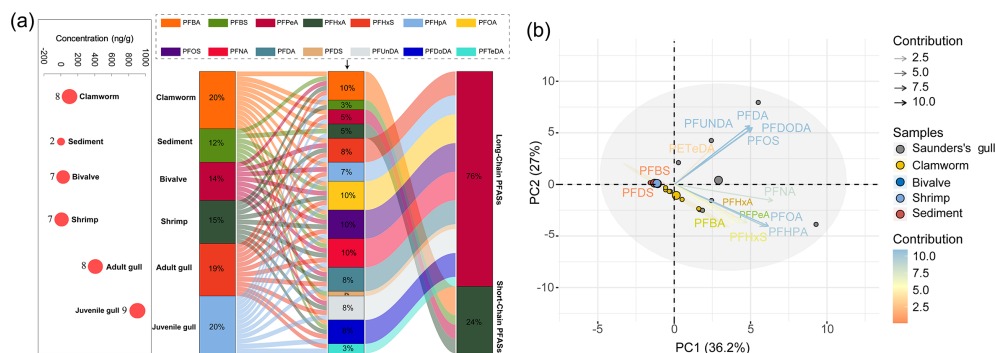 (a)
Concentration (ng/g)
-200 0 200 400 600 800 1000
8 Clamworm
2 Sediment
7 Bivalve
7 Shrimp
8 Adult gull
Juvenile gull 9
PFBA PFBS PFPeA PFHxA PFHxS PFHpA PFOA
PFOS PFNA PFDA PFDS PFUnDA PFDoDA PFTeDA
Clamworm 20%
Sediment 12%
Bivalve 14%
Shrimp 15%
Adult gull 19%
Juvenile gull 20%
10%
3%
5%
5%
8%
7%
10%
10%
10%
8%
8%
3%
76%
24%
Long-Chain PFASs
Short-Chain PFASs
(b)
PC2 (27%)
10
5
0
-5
-10
-5 0 5 10
PC1 (36.2%)
PFUNDA
PFDA
PFDODA
PFOS
PETeDA
PFBS
PFDS
PFNA
PFHxA
PFPeA
PFOA
PFBA
PFHxS
PFHPA
Contribution
2.5
5.0
7.5
10.0
Samples
Saunders's gull
Clamworm
Bivalve
Shrimp
Sediment
Contribution
10.0
7.5
5.0
2.5